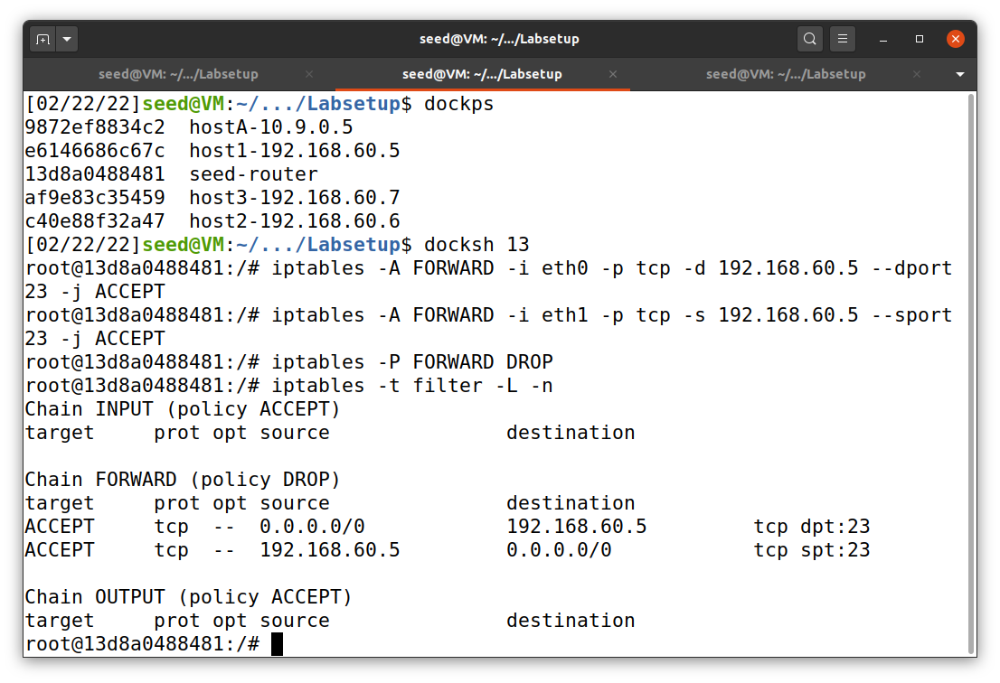 seed@VM: ~/.../Labsetup
seed@VM: ~/.../Labsetup seed@VM: ~/.../Labsetup seed@VM: ~/.../Labsetup
[02/22/22]seed@VM:~/.../Labsetup$ dockps
9872ef8834c2  hostA-10.9.0.5
e6146686c67c  host1-192.168.60.5
13d8a0488481  seed-router
af9e83c35459  host3-192.168.60.7
c40e88f32a47  host2-192.168.60.6
[02/22/22]seed@VM:~/.../Labsetup$ docksh 13
root@13d8a0488481:/# iptables -A FORWARD -i eth0 -p tcp -d 192.168.60.5 --dport
23 -j ACCEPT
root@13d8a0488481:/# iptables -A FORWARD -i eth1 -p tcp -s 192.168.60.5 --sport
23 -j ACCEPT
root@13d8a0488481:/# iptables -P FORWARD DROP
root@13d8a0488481:/# iptables -t filter -L -n
Chain INPUT (policy ACCEPT)
target     prot opt source               destination

Chain FORWARD (policy DROP)
target     prot opt source               destination
ACCEPT     tcp  --  0.0.0.0/0            192.168.60.5         tcp dpt:23
ACCEPT     tcp  --  192.168.60.5         0.0.0.0/0            tcp spt:23

Chain OUTPUT (policy ACCEPT)
target     prot opt source               destination
root@13d8a0488481:/#